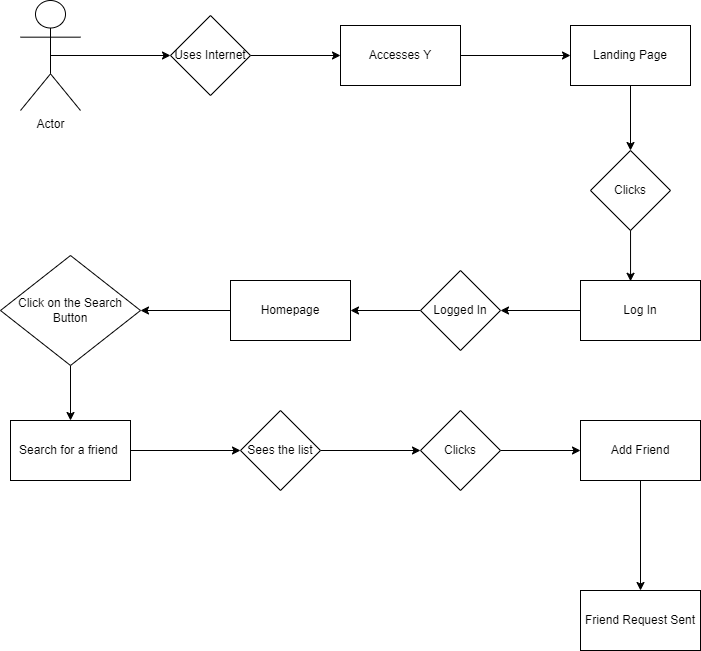 Uses Internet
Accesses Y
Landing Page
Actor
Clicks
Log In
Logged In
Homepage
Click on the Search
Button
Search for a friend
Sees the list
Clicks
Add Friend
Friend Request Sent